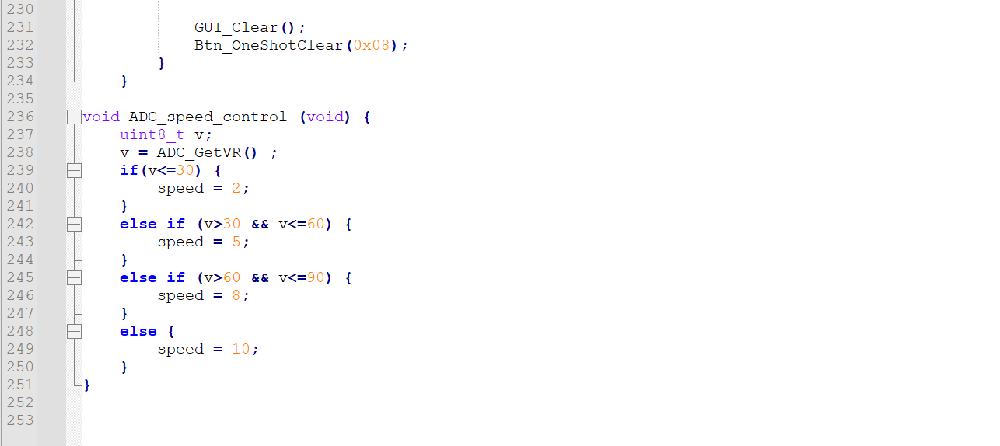 230
231 GUI_Clear();
232 Btn_OneShotClear(0x08);
233 }
234 }
235
236 void ADC_speed_control (void) {
237 uint8_t v;
238 v = ADC_GetVR() ;
239 if(v<=30) {
240 speed = 2;
241 }
242 else if (v>30 && v<=60) {
243 speed = 5;
244 }
245 else if (v>60 && v<=90) {
246 speed = 8;
247 }
248 else {
249 speed = 10;
250 }
251 }
252
253